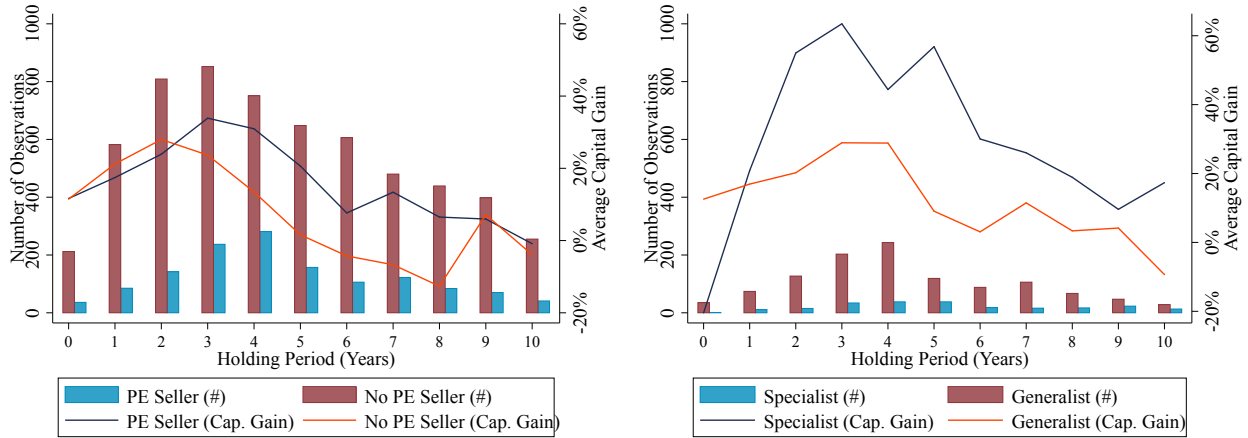 Number of Observations
0 200 400 600 800 1000
-20% 0% 20% 40% 60%
Average Capital Gain
0 1 2 3 4 5 6 7 8 9 10
Holding Period (Years)
PE Seller (#) No PE Seller (#)
PE Seller (Cap. Gain) No PE Seller (Cap. Gain)
Number of Observations
0 200 400 600 800 1000
-20% 0% 20% 40% 60%
Average Capital Gain
0 1 2 3 4 5 6 7 8 9 10
Holding Period (Years)
Specialist (#) Generalist (#)
Specialist (Cap. Gain) Generalist (Cap. Gain)